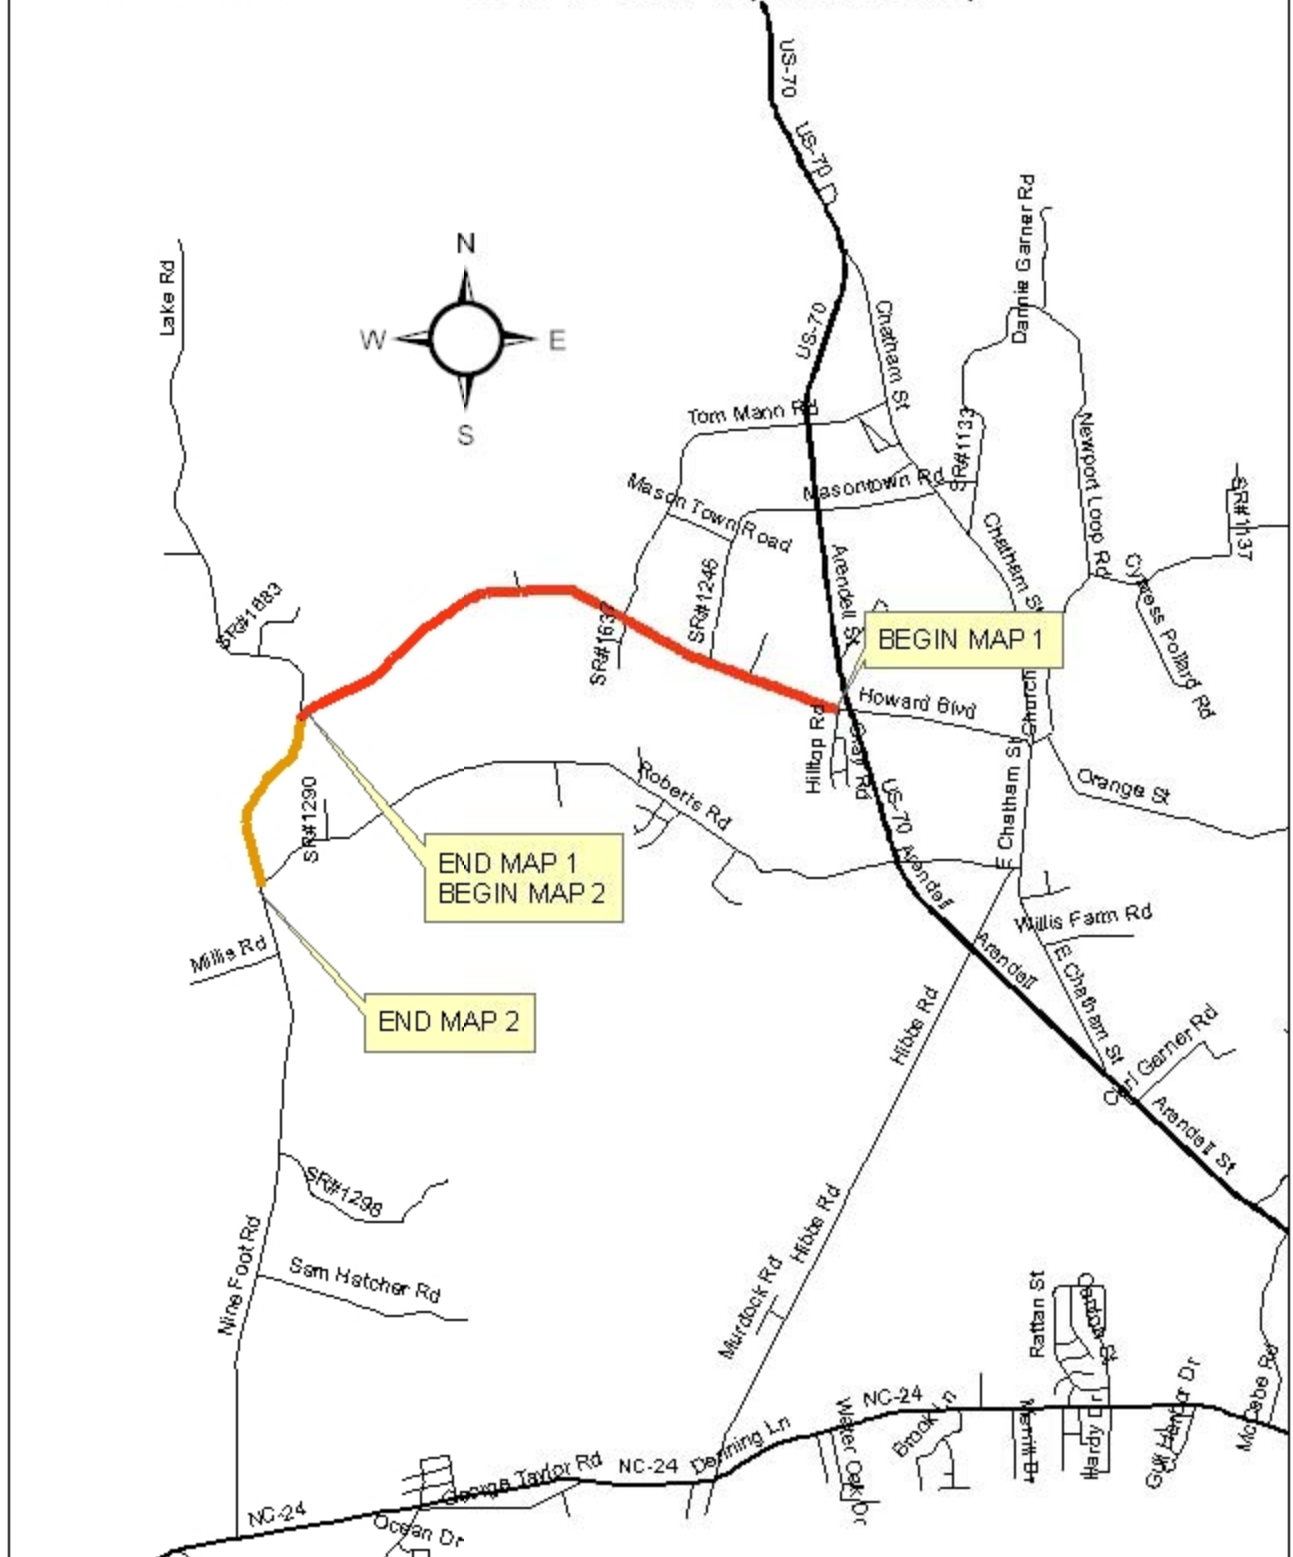 US-70
US-70
Dannie Garner Rd
N
Lake Rd
W
E
S
US-70
Chatham St
Tom Mann Rd
SR#1133
Newport Loop Rd
Mason Town Road
Masontown Rd
SR#1137
Chatham St
Arendell St
SR#1246
Cypress Pollard Rd
SR#1883
BEGIN MAP 1
Howard Blvd
Church
Hilltop Rd
Roberts Rd
E Chatham St
Orange St
US-70
SR#1290
END MAP 1
BEGIN MAP 2
Arendell
Willis Farm Rd
Millis Rd
Arendell
E Chatham St
END MAP 2
Hibbs Rd
Garner Rd
Arendell St
SR#1298
Hibbs Rd
Nine Foot Rd
Sam Hatcher Rd
Murdock Rd
Rattan St
McCabe Rd
NC-24
Brook Ln
Hardy Dr
Gull Harbor Dr
Water Oak Dr
Denning Ln
NC-24
George Taylor Rd
NC-24
Ocean Dr